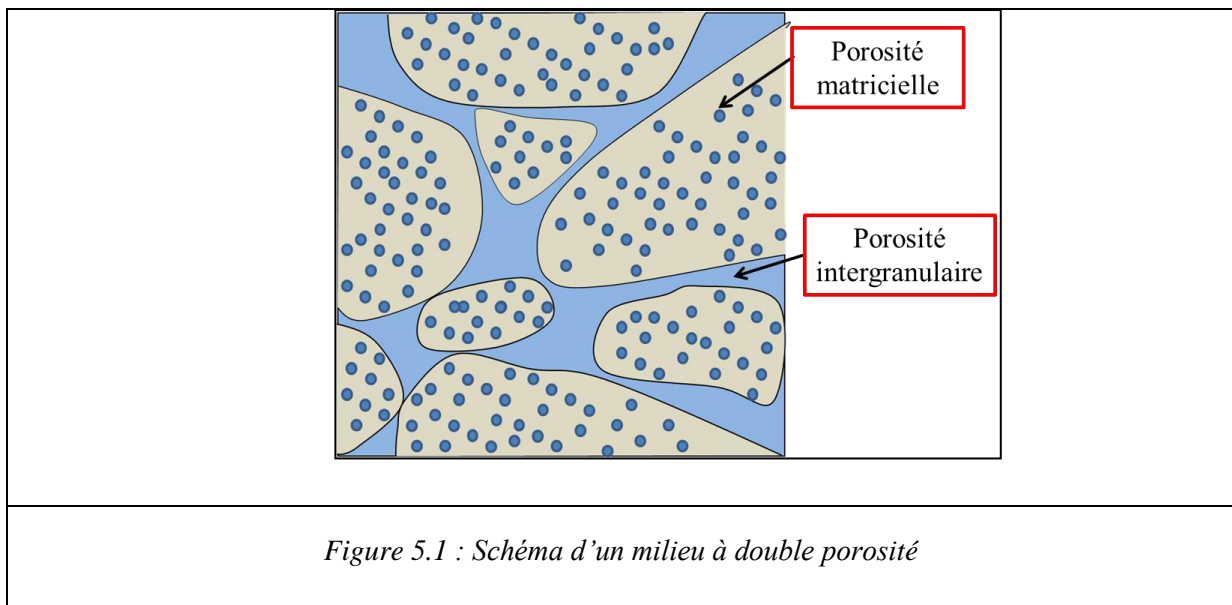 Porosité
matricielle
Porosité
intergranulaire
Figure 5.1 : Schéma d’un milieu à double porosité